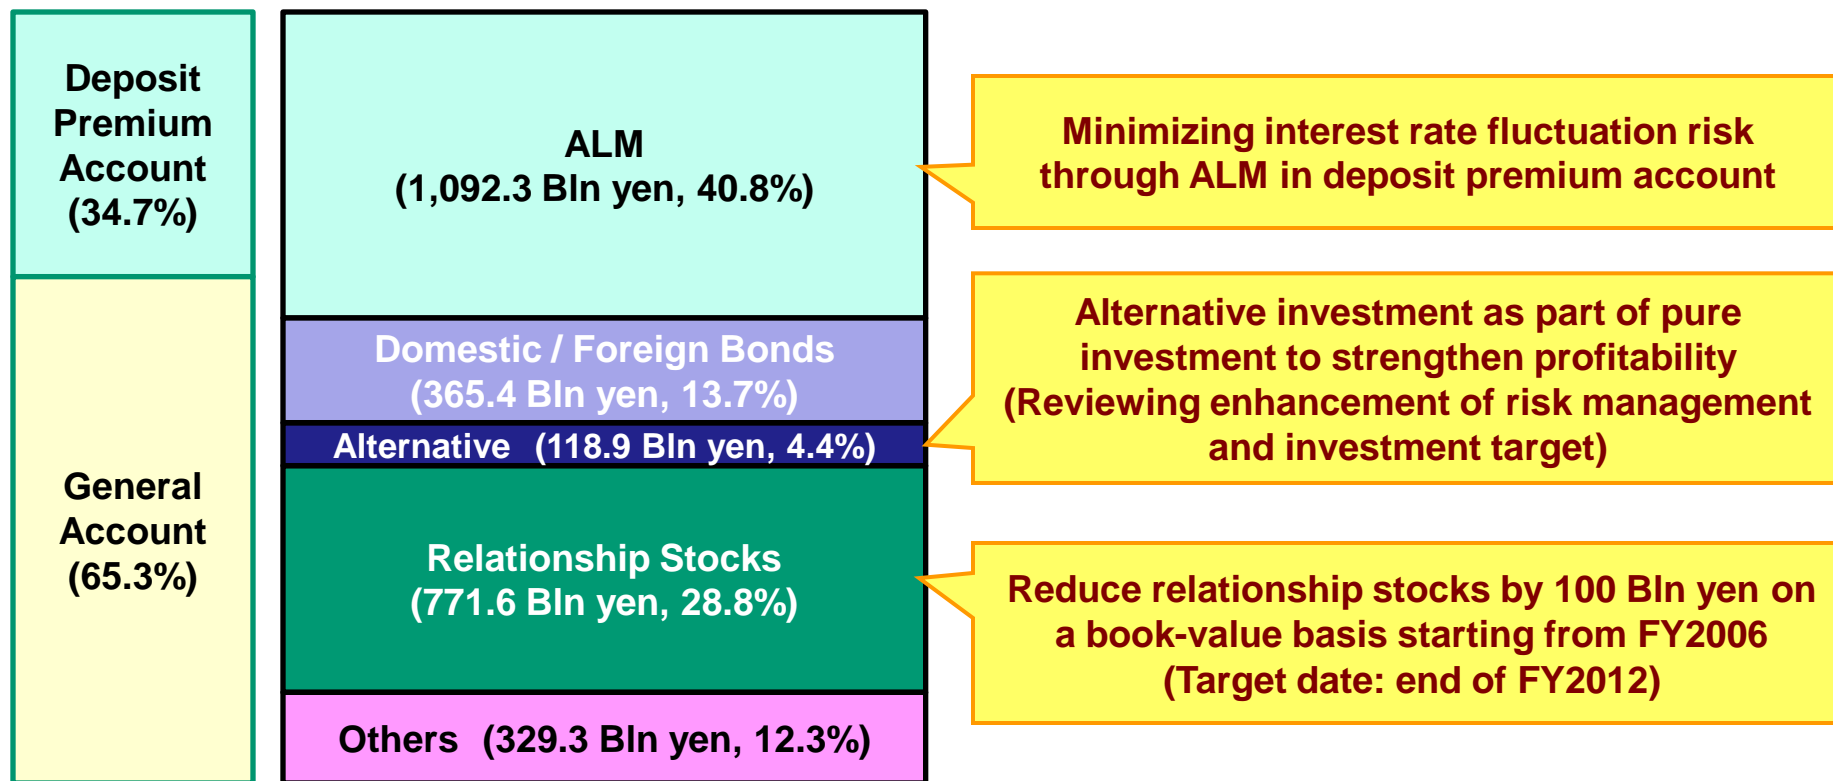 Deposit
Premium
Account
(34.7%)
General
Account
(65.3%)
ALM
(1,092.3 Bln yen, 40.8%)
Domestic / Foreign Bonds
(365.4 Bln yen, 13.7%)
Alternative (118.9 Bln yen, 4.4%)
Relationship Stocks
(771.6 Bln yen, 28.8%)
Others (329.3 Bln yen, 12.3%)
Minimizing interest rate fluctuation risk
through ALM in deposit premium account
Alternative investment as part of pure
investment to strengthen profitability
(Reviewing enhancement of risk management
and investment target)
Reduce relationship stocks by 100 Bln yen on
a book-value basis starting from FY2006
(Target date: end of FY2012)